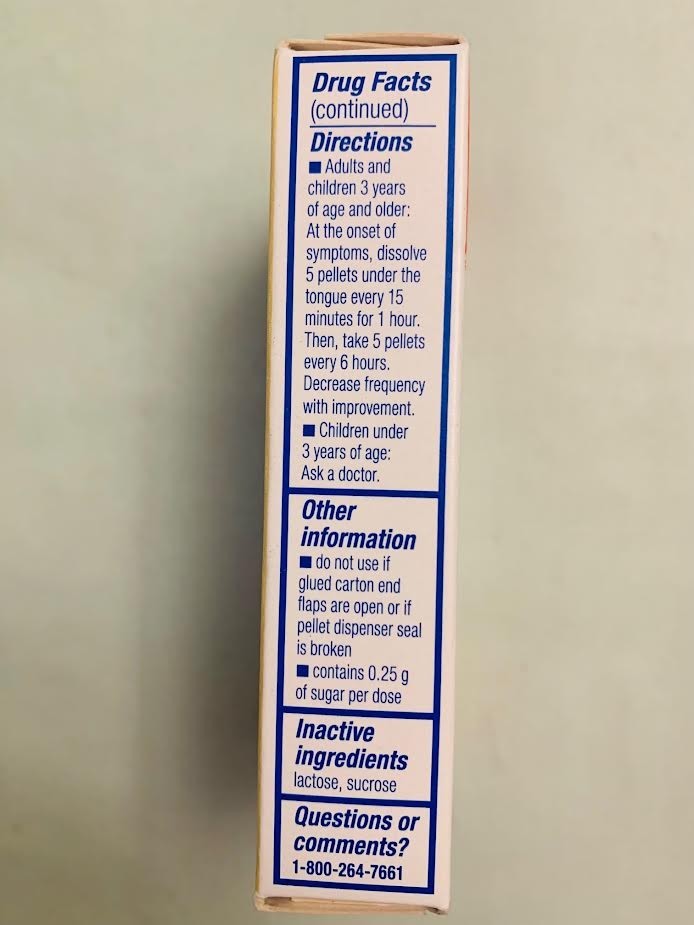 Drug Facts
(continued)
Directions
■ Adults and
children 3 years
of age and older:
At the onset of
symptoms, dissolve
5 pellets under the
tongue every 15
minutes for 1 hour.
Then, take 5 pellets
every 6 hours.
Decrease frequency
with improvement.
■ Children under
3 years of age:
Ask a doctor.
Other
information
■ do not use if
glued carton end
flaps are open or if
pellet dispenser seal
is broken
■ contains 0.25 g
of sugar per dose
Inactive
ingredients
lactose, sucrose
Questions or
comments?
1-800-264-7661